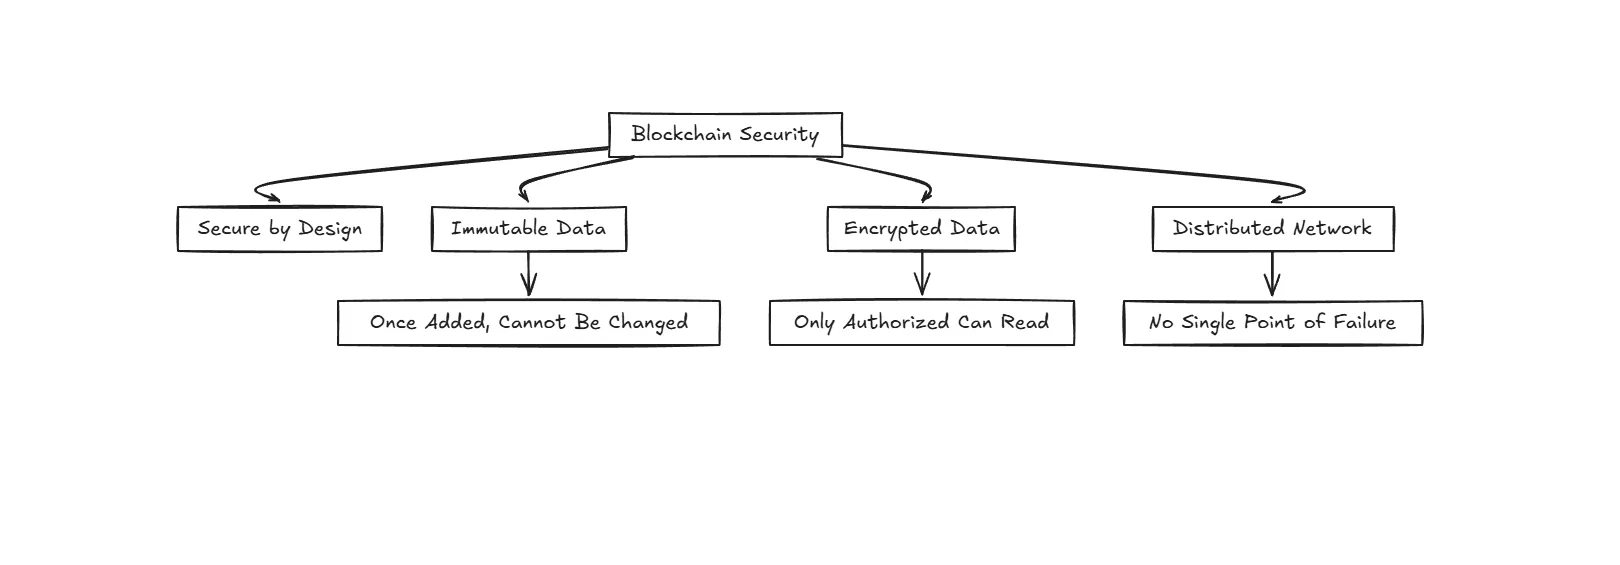 Blockchain Security
Secure by Design
Immutable Data
Encrypted Data
Distributed Network
Once Added, Cannot Be Changed
Only Authorized Can Read
No Single Point of Failure